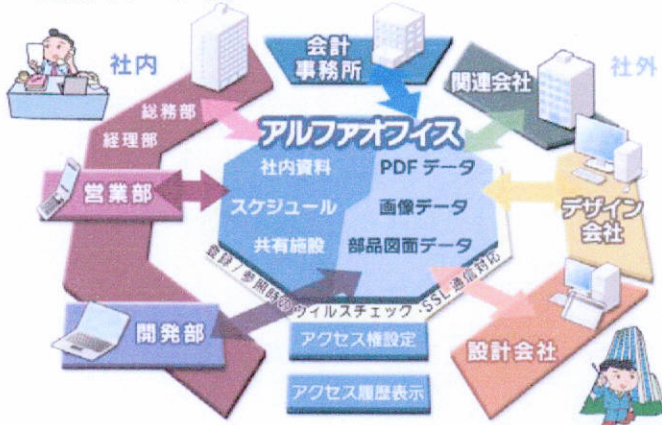 社内
会計
事務所
関連会社
社外
総務部
経理部
アルファオフィス
社内資料
PDF データ
営業部
スケジュール
画像データ
デザイン
会社
共有施設
部品図面データ
登録/参照時のウィルスチェック・SSL通信対応
開発部
アクセス権設定
設計会社
アクセス履歴表示